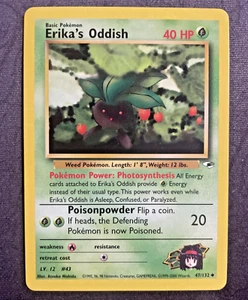 Basic Pokémon
Erika's Oddish
40 HP
Weed Pokémon. Length: 1' 8", Weight: 12 lbs.
Pokémon Power: Photosynthesis All Energy
cards attached to Erika's Oddish provide
Energy instead of their usual type. This power works even while
Erika's Oddish is Asleep, Confused, or Paralyzed.
Poisonpowder Flip a coin.
If heads, the Defending
Pokémon is now Poisoned.
20
weakness
resistance
retreat cost
LV. 12 #43
Illus.
47/132